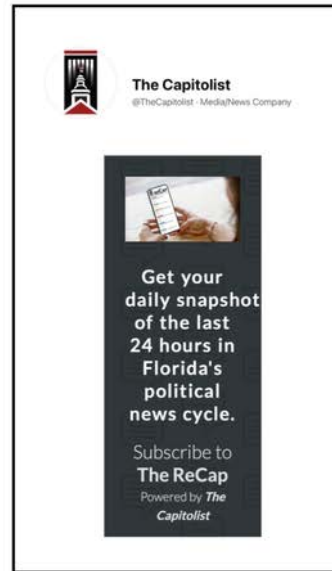 The Capitolist
@TheCapitolist · Media/News Company
ReCap
Get your
daily snapshot
of the last
24 hours in
Florida's
political
news cycle.
Subscribe to
The ReCap
Powered by The
Capitolist